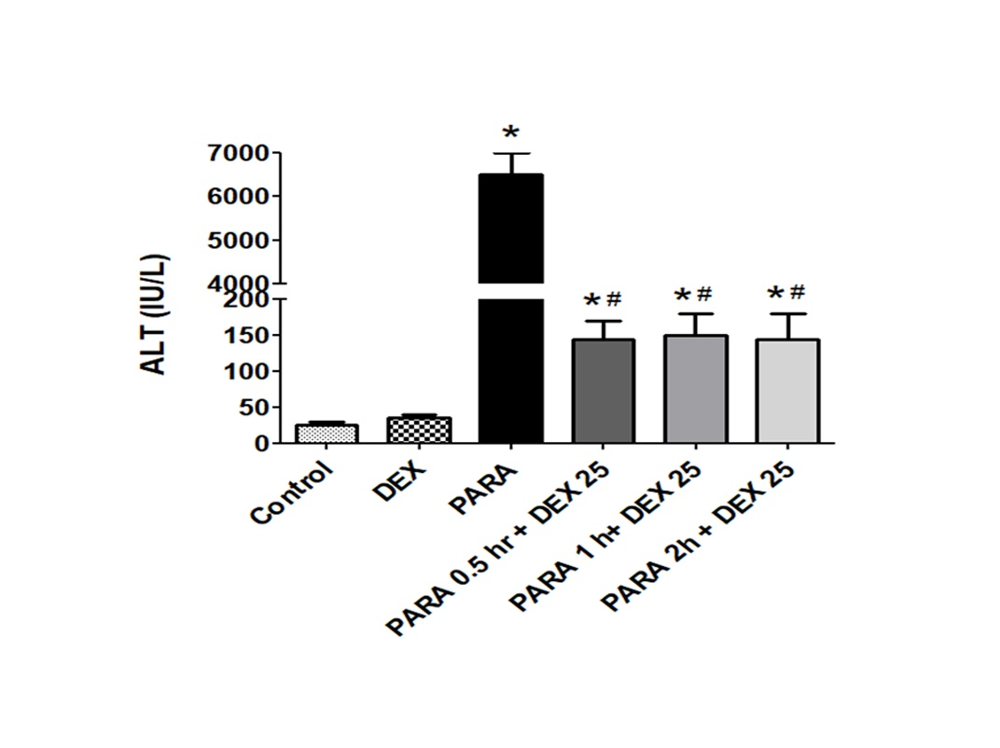 *
7000
6000
5000
4000
200
150
100
50
0
ALT (IU/L)
*#
*#
*#
Control
DEX
PARA
PARA 0.5 hr + DEX 25
PARA 1 h+ DEX 25
PARA 2h + DEX 25